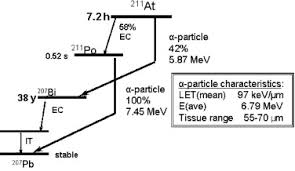 ²¹¹At
7.2 h
58%
EC
²¹¹Po
0.52 s
α-particle
42%
5.87 MeV
²⁰⁷Bi
38 y
EC
α-particle
100%
7.45 MeV
IT
²⁰⁷Pb
stable
α-particle characteristics:
LET(mean) 97 keV/µm
E(ave) 6.79 MeV
Tissue range 55-70 µm